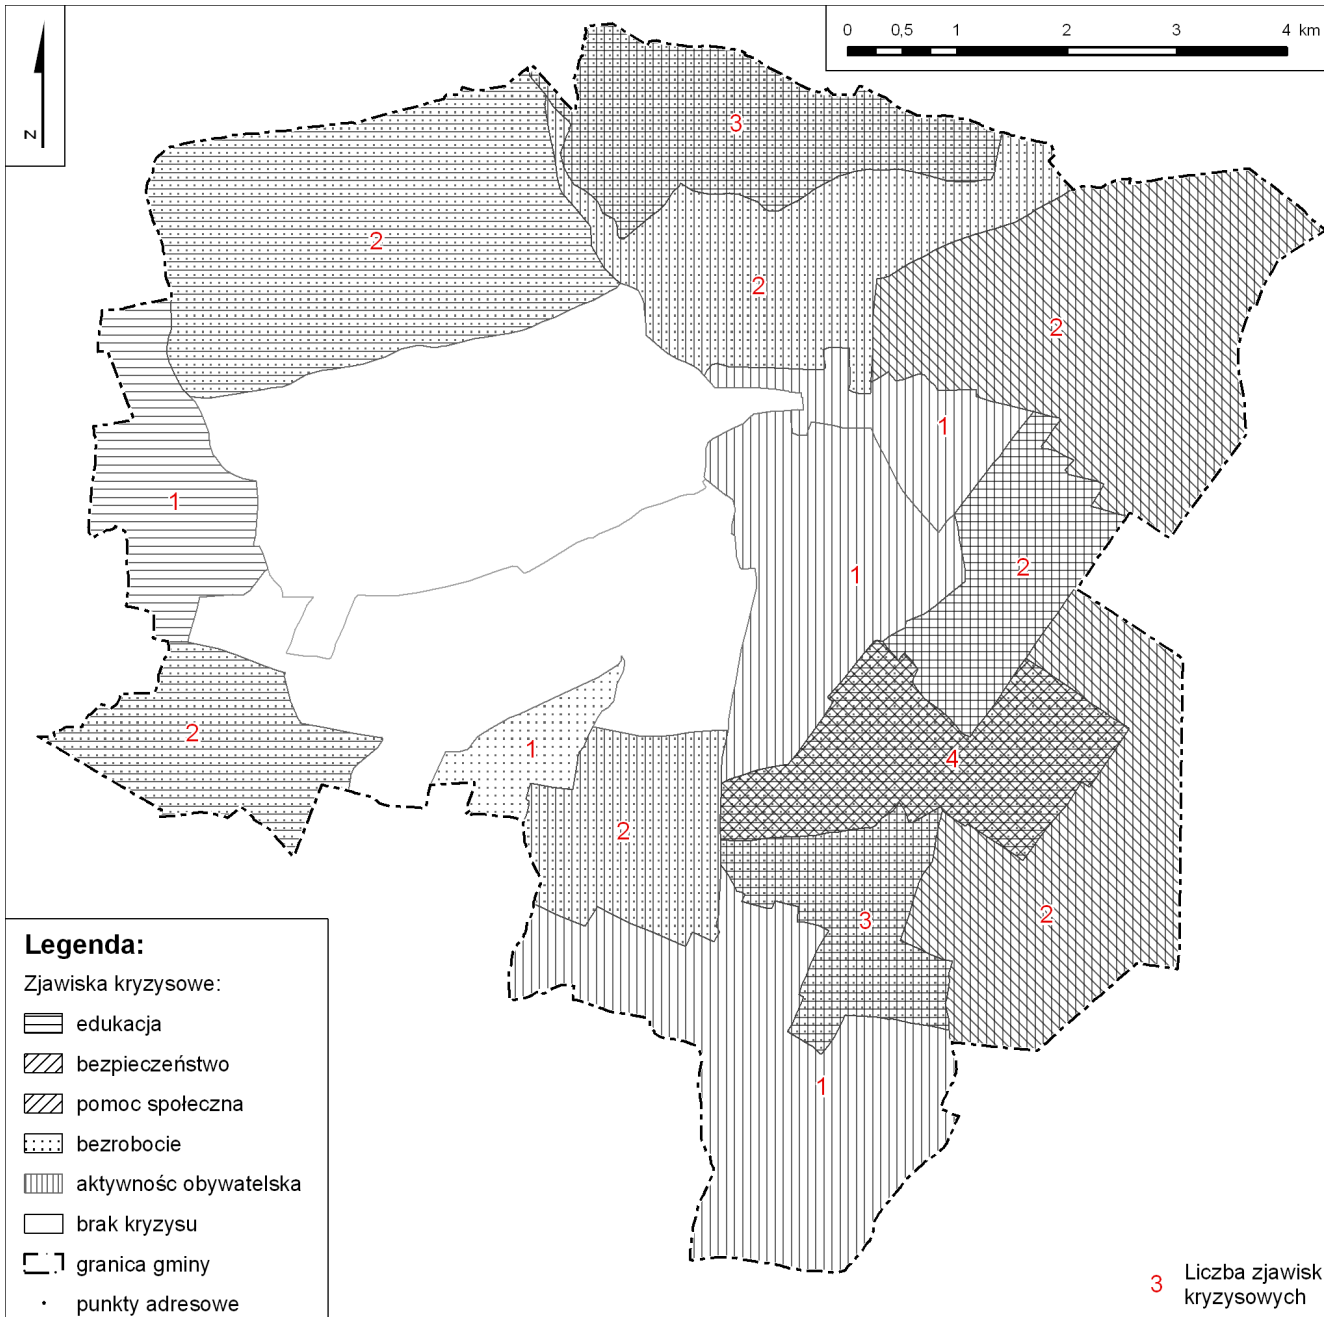 0 0,5 1 2 3 4 km
z
3
2
2
2
1
1
1
2
2
1
4
2
3
2
1
Legenda:
Zjawiska kryzysowe:
edukacja
bezpieczeństwo
pomoc społeczna
bezrobocie
aktywnośc obywatelska
brak kryzysu
granica gminy
punkty adresowe
3 Liczba zjawisk
kryzysowych